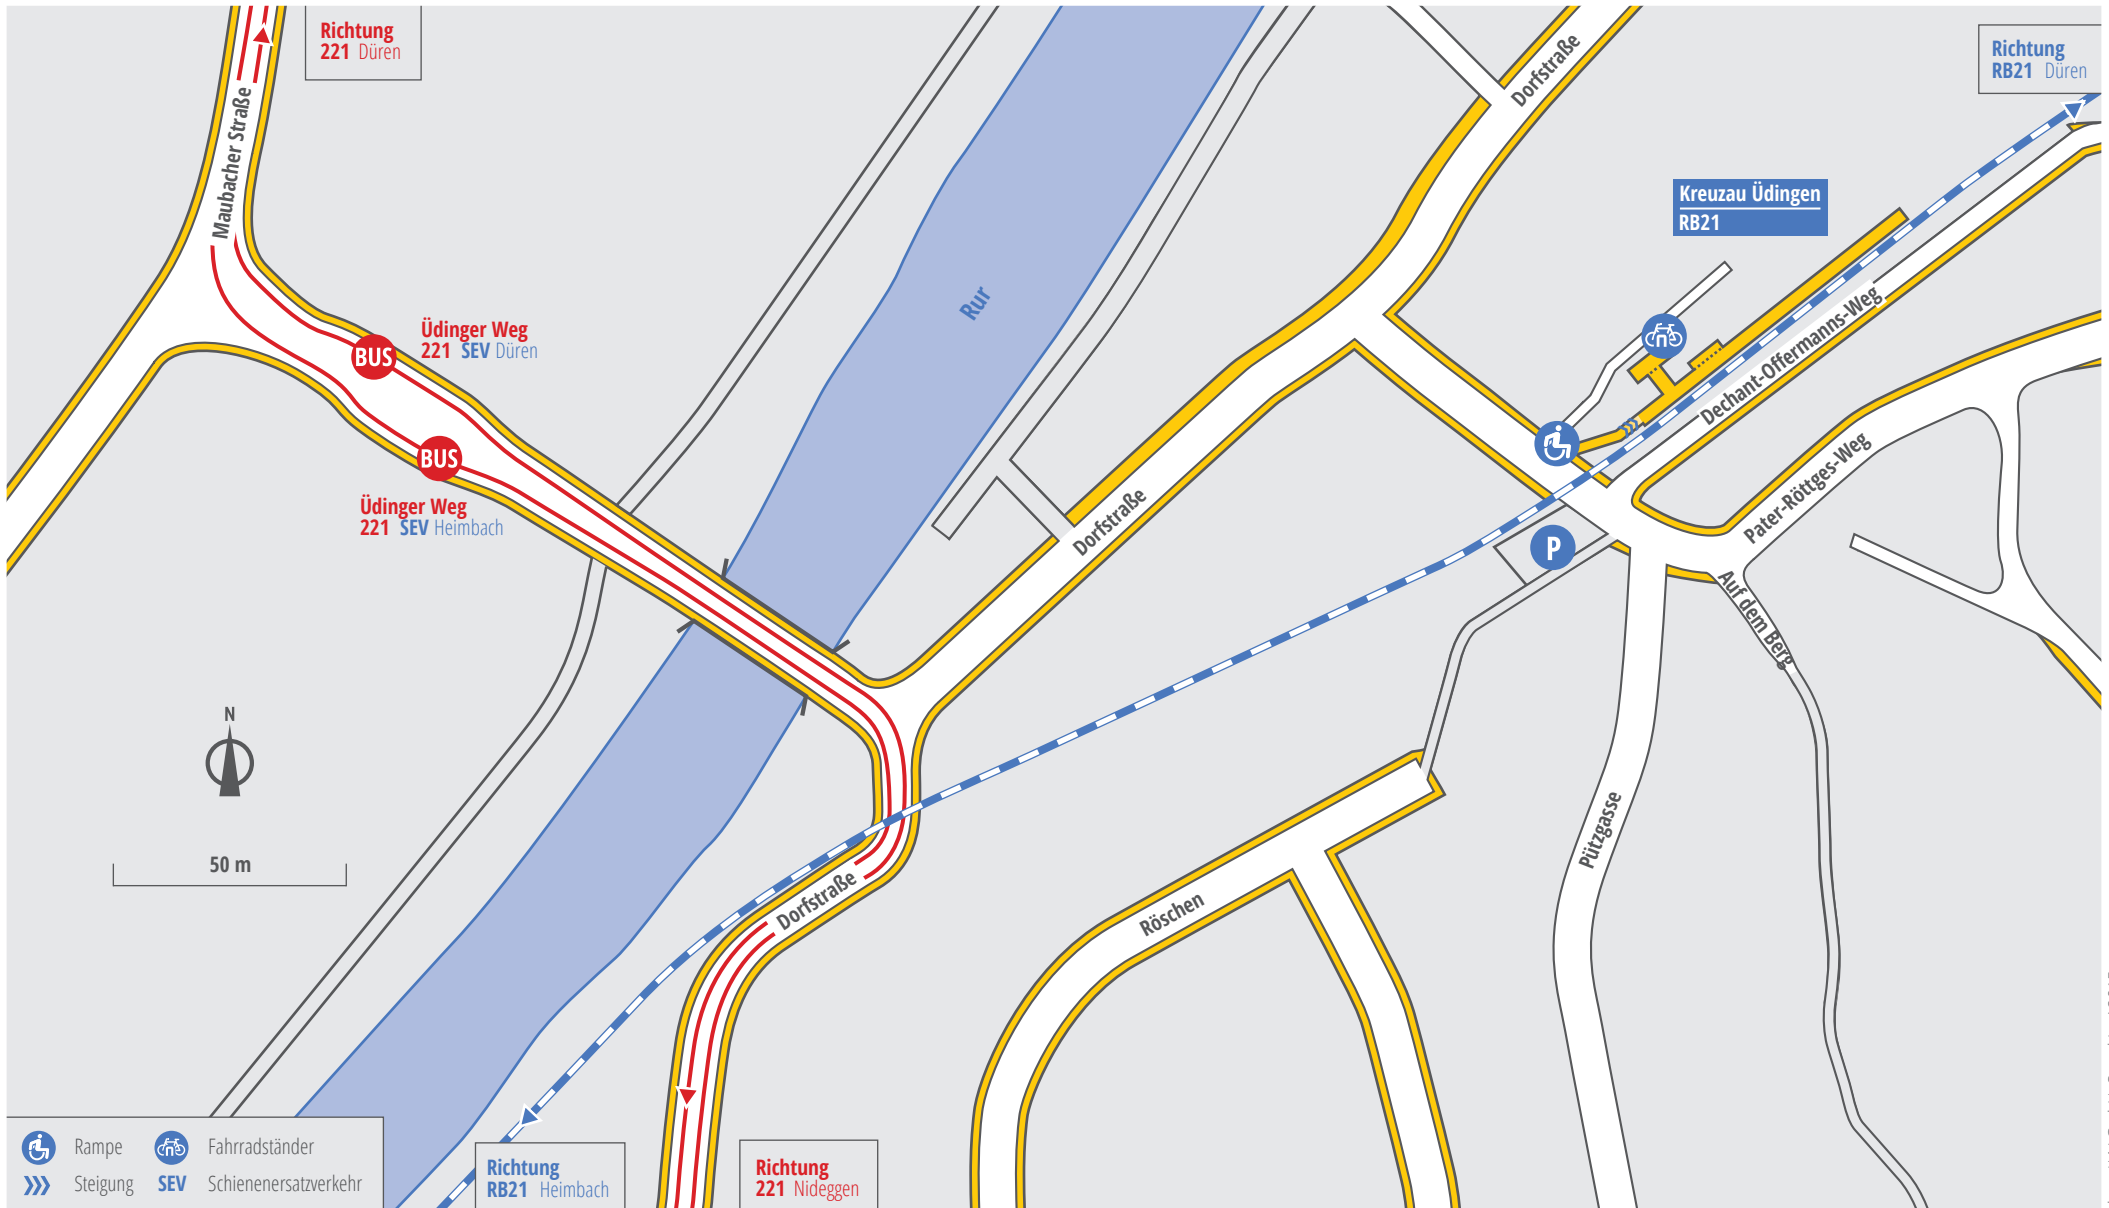 Richtung
221 Düren
Richtung
RB21 Düren
Dorfstraße
Maubacher Straße
Kreuzau Üdingen
RB21
Rur
Üdinger Weg
221 SEV Düren
BUS
Dechant-Offermanns-Weg
BUS
Üdinger Weg
221 SEV Heimbach
Dorfstraße
Pater-Röttges-Weg
P
Auf dem Berg
N
50 m
Dorfstraße
Pützgasse
Röschen
Rampe
Fahrradständer
Steigung
SEV Schienenersatzverkehr
Richtung
RB21 Heimbach
Richtung
221 Nideggen